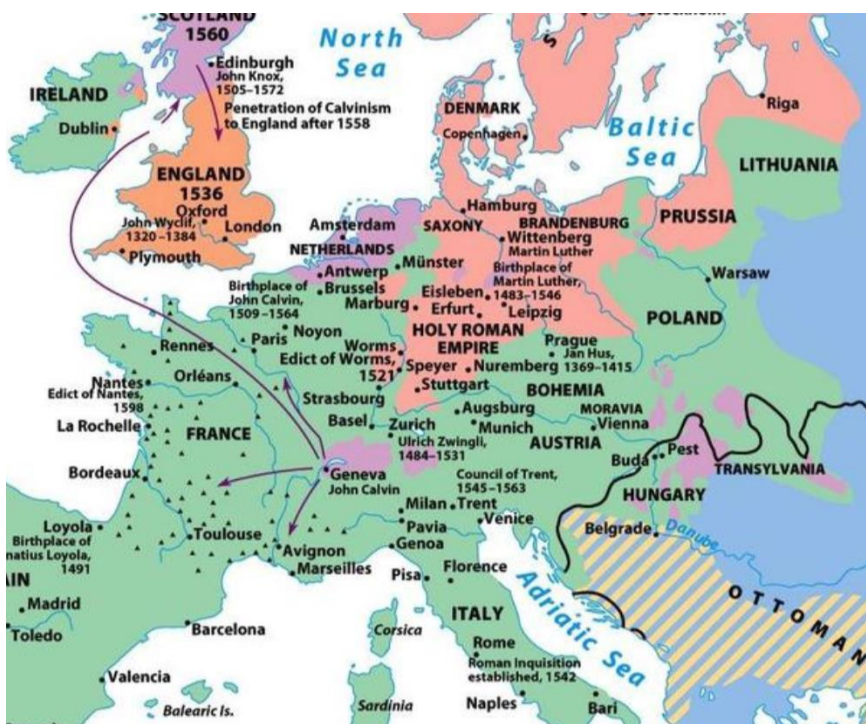 SCOTLAND
1560
North
Sea
Edinburgh
John Knox,
1505–1572
Penetration of Calvinism
to England after 1558
IRELAND
Dublin
ENGLAND
1536
Oxford
John Wyclif,
1320–1384
London
Plymouth
S
DENMARK
Copenhagen
Baltic
Sea
Riga
LITHUANIA
PRUSSIA
Hamburg
SAXONY
BRANDENBURG
Wittenberg
Martin Luther
Amsterdam
NETHERLANDS
Antwerp
Brussels
Münster
Birthplace of
Martin Luther,
1483–1546
Eisleben
Marburg
Erfurt
Leipzig
Warsaw
POLAND
Birthplace of
John Calvin,
1509–1564
Noyon
Paris
Rennes
HOLY ROMAN
EMPIRE
Worms
Edict of Worms,
1521
Speyer
Nuremberg
Prague
Jan Hus,
1369–1415
Stuttgart
BOHEMIA
Strasbourg
Nantes
Edict of Nantes,
1598
Orléans
La Rochelle
FRANCE
Basel
Zurich
Ulrich Zwingli,
1484–1531
Augsburg
Munich
MORAVIA
Vienna
AUSTRIA
Buda
Pest
TRANSYLVANIA
HUNGARY
Bordeaux
Geneva
John Calvin
Council of Trent,
1545–1563
Milan
Trent
Pavia
Venice
Genoa
Belgrade
Danube
Loyola
Birthplace of
natius Loyola,
1491
Toulouse
Avignon
Marseilles
Pisa
Florence
Adriatic Sea
OTTOMAN
AIN
Madrid
Toledo
Barcelona
Valencia
Balearic Is.
Corsica
Sardinia
ITALY
Rome
Roman Inquisition
established, 1542
Naples
Bari